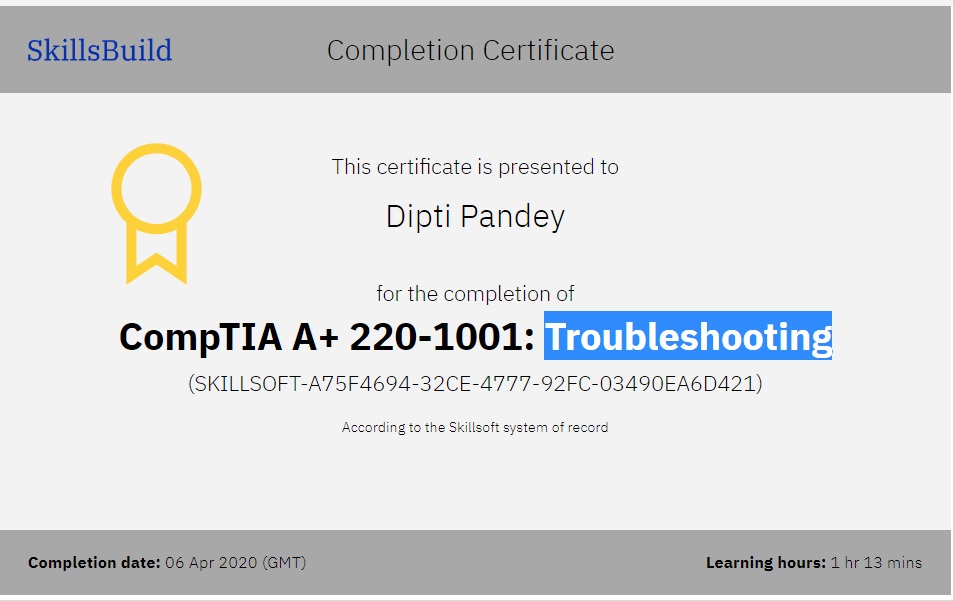 SkillsBuild
Completion Certificate
This certificate is presented to
Dipti Pandey
for the completion of
CompTIA A+ 220-1001: Troubleshooting
(SKILLSOFT-A75F4694-32CE-4777-92FC-03490EA6D421)
According to the Skillsoft system of record
Completion date: 06 Apr 2020 (GMT)
Learning hours: 1 hr 13 mins